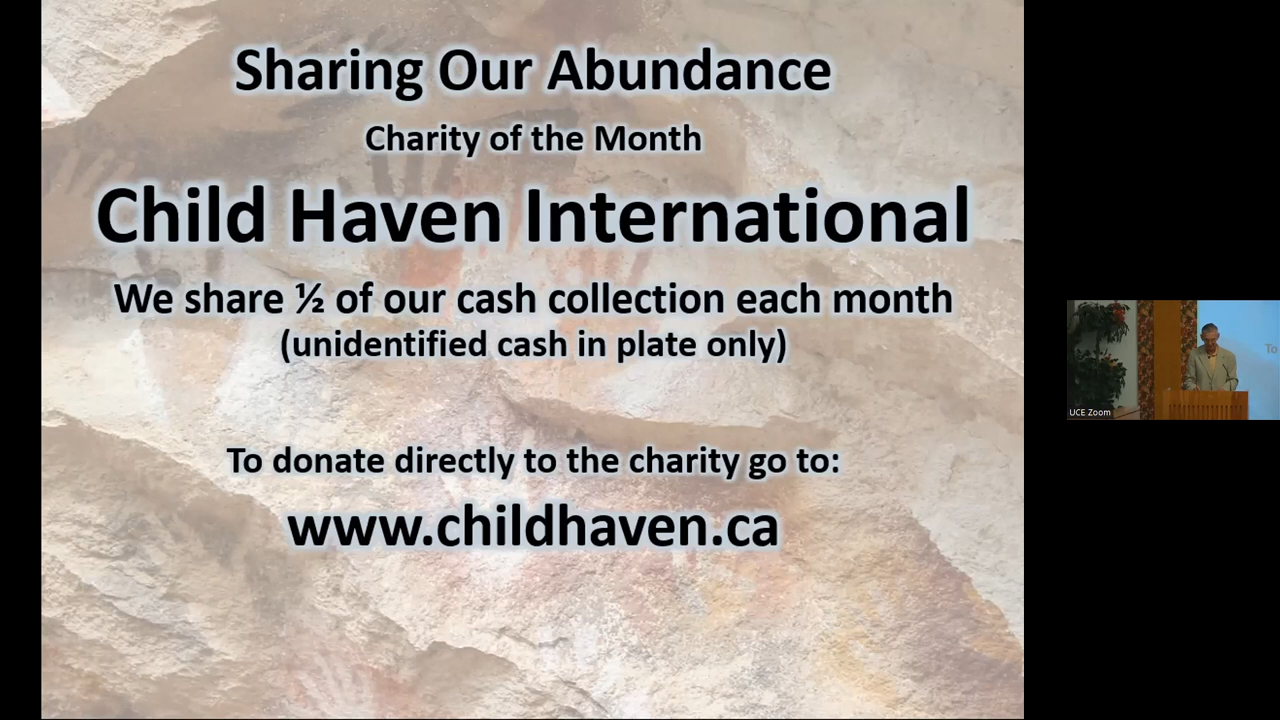 Sharing Our Abundance
Charity of the Month
Child Haven International
We share ½ of our cash collection each month
(unidentified cash in plate only)
To donate directly to the charity go to:
www.childhaven.ca
To
UCE Zoom